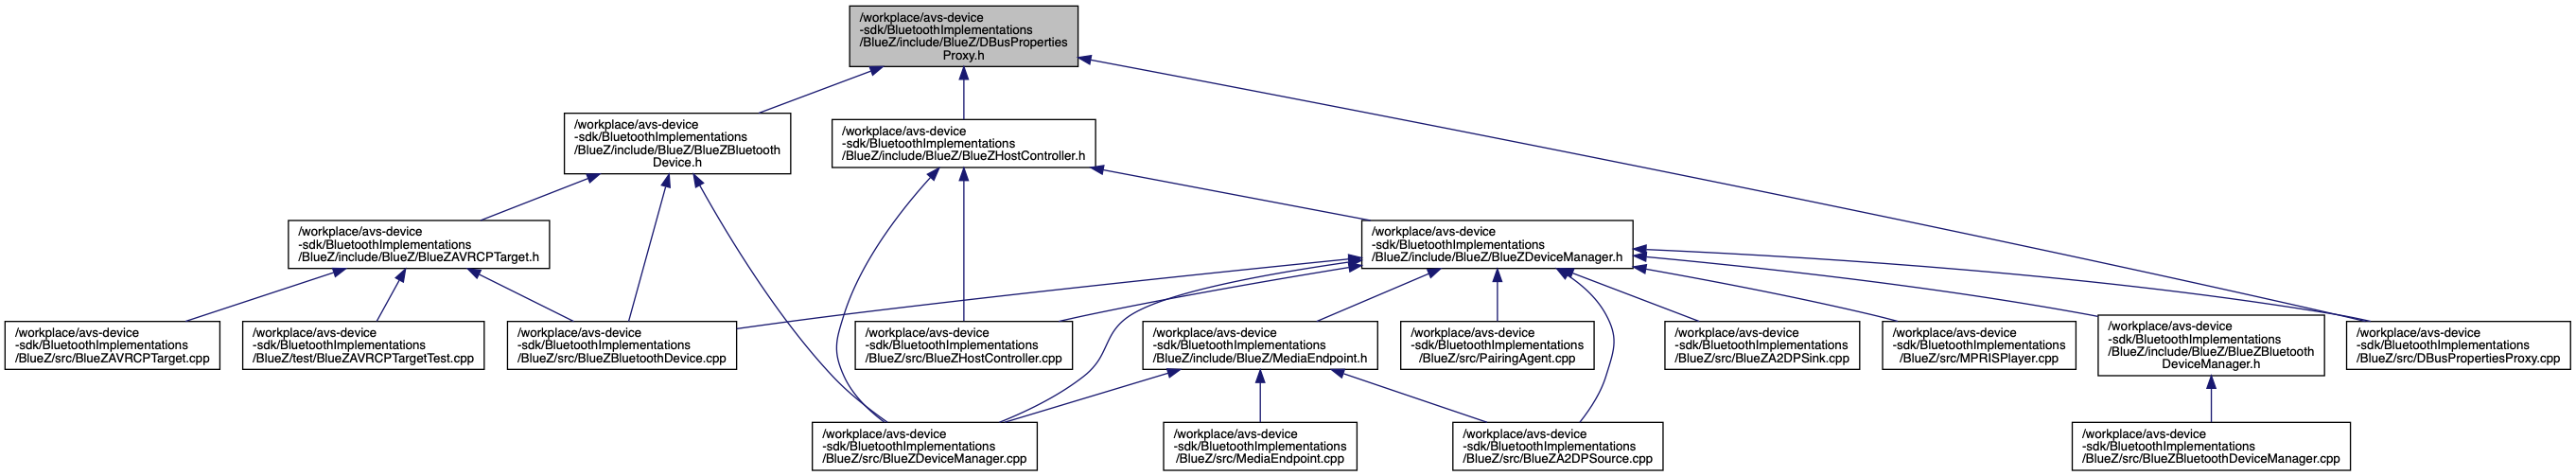 /workplace/avs-device
-sdk/BluetoothImplementations
/BlueZ/include/BlueZ/DBusProperties
Proxy.h
/workplace/avs-device
-sdk/BluetoothImplementations
/BlueZ/include/BlueZ/BlueZBluetooth
Device.h
/workplace/avs-device
-sdk/BluetoothImplementations
/BlueZ/include/BlueZ/BlueZHostController.h
/workplace/avs-device
-sdk/BluetoothImplementations
/BlueZ/include/BlueZ/BlueZAVRCPTarget.h
/workplace/avs-device
-sdk/BluetoothImplementations
/BlueZ/include/BlueZ/BlueZDeviceManager.h
/workplace/avs-device
-sdk/BluetoothImplementations
/BlueZ/src/BlueZAVRCPTarget.cpp
/workplace/avs-device
-sdk/BluetoothImplementations
/BlueZ/test/BlueZAVRCPTargetTest.cpp
/workplace/avs-device
-sdk/BluetoothImplementations
/BlueZ/src/BlueZBluetoothDevice.cpp
/workplace/avs-device
-sdk/BluetoothImplementations
/BlueZ/src/BlueZHostController.cpp
/workplace/avs-device
-sdk/BluetoothImplementations
/BlueZ/include/BlueZ/MediaEndpoint.h
/workplace/avs-device
-sdk/BluetoothImplementations
/BlueZ/src/PairingAgent.cpp
/workplace/avs-device
-sdk/BluetoothImplementations
/BlueZ/src/BlueZA2DPSink.cpp
/workplace/avs-device
-sdk/BluetoothImplementations
/BlueZ/src/MPRISPlayer.cpp
/workplace/avs-device
-sdk/BluetoothImplementations
/BlueZ/include/BlueZ/BlueZBluetooth
DeviceManager.h
/workplace/avs-device
-sdk/BluetoothImplementations
/BlueZ/src/DBusPropertiesProxy.cpp
/workplace/avs-device
-sdk/BluetoothImplementations
/BlueZ/src/BlueZDeviceManager.cpp
/workplace/avs-device
-sdk/BluetoothImplementations
/BlueZ/src/MediaEndpoint.cpp
/workplace/avs-device
-sdk/BluetoothImplementations
/BlueZ/src/BlueZA2DPSource.cpp
/workplace/avs-device
-sdk/BluetoothImplementations
/BlueZ/src/BlueZBluetoothDeviceManager.cpp